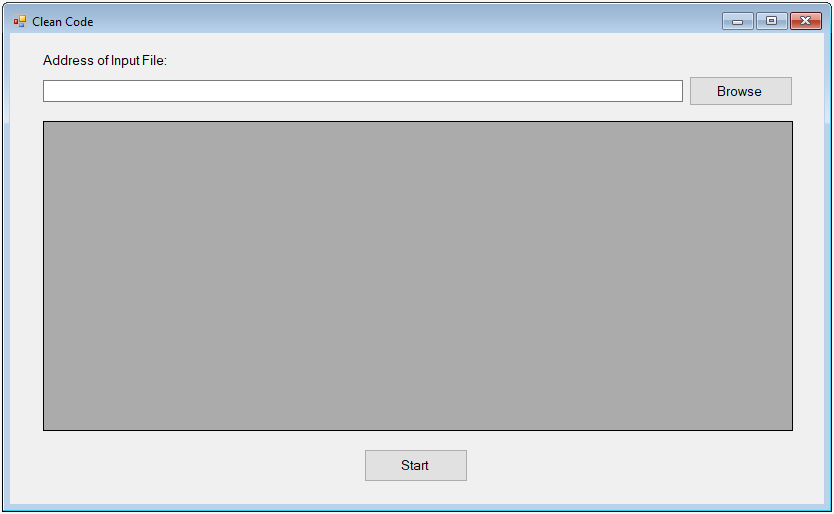 Clean Code
Address of Input File:
Browse
Start